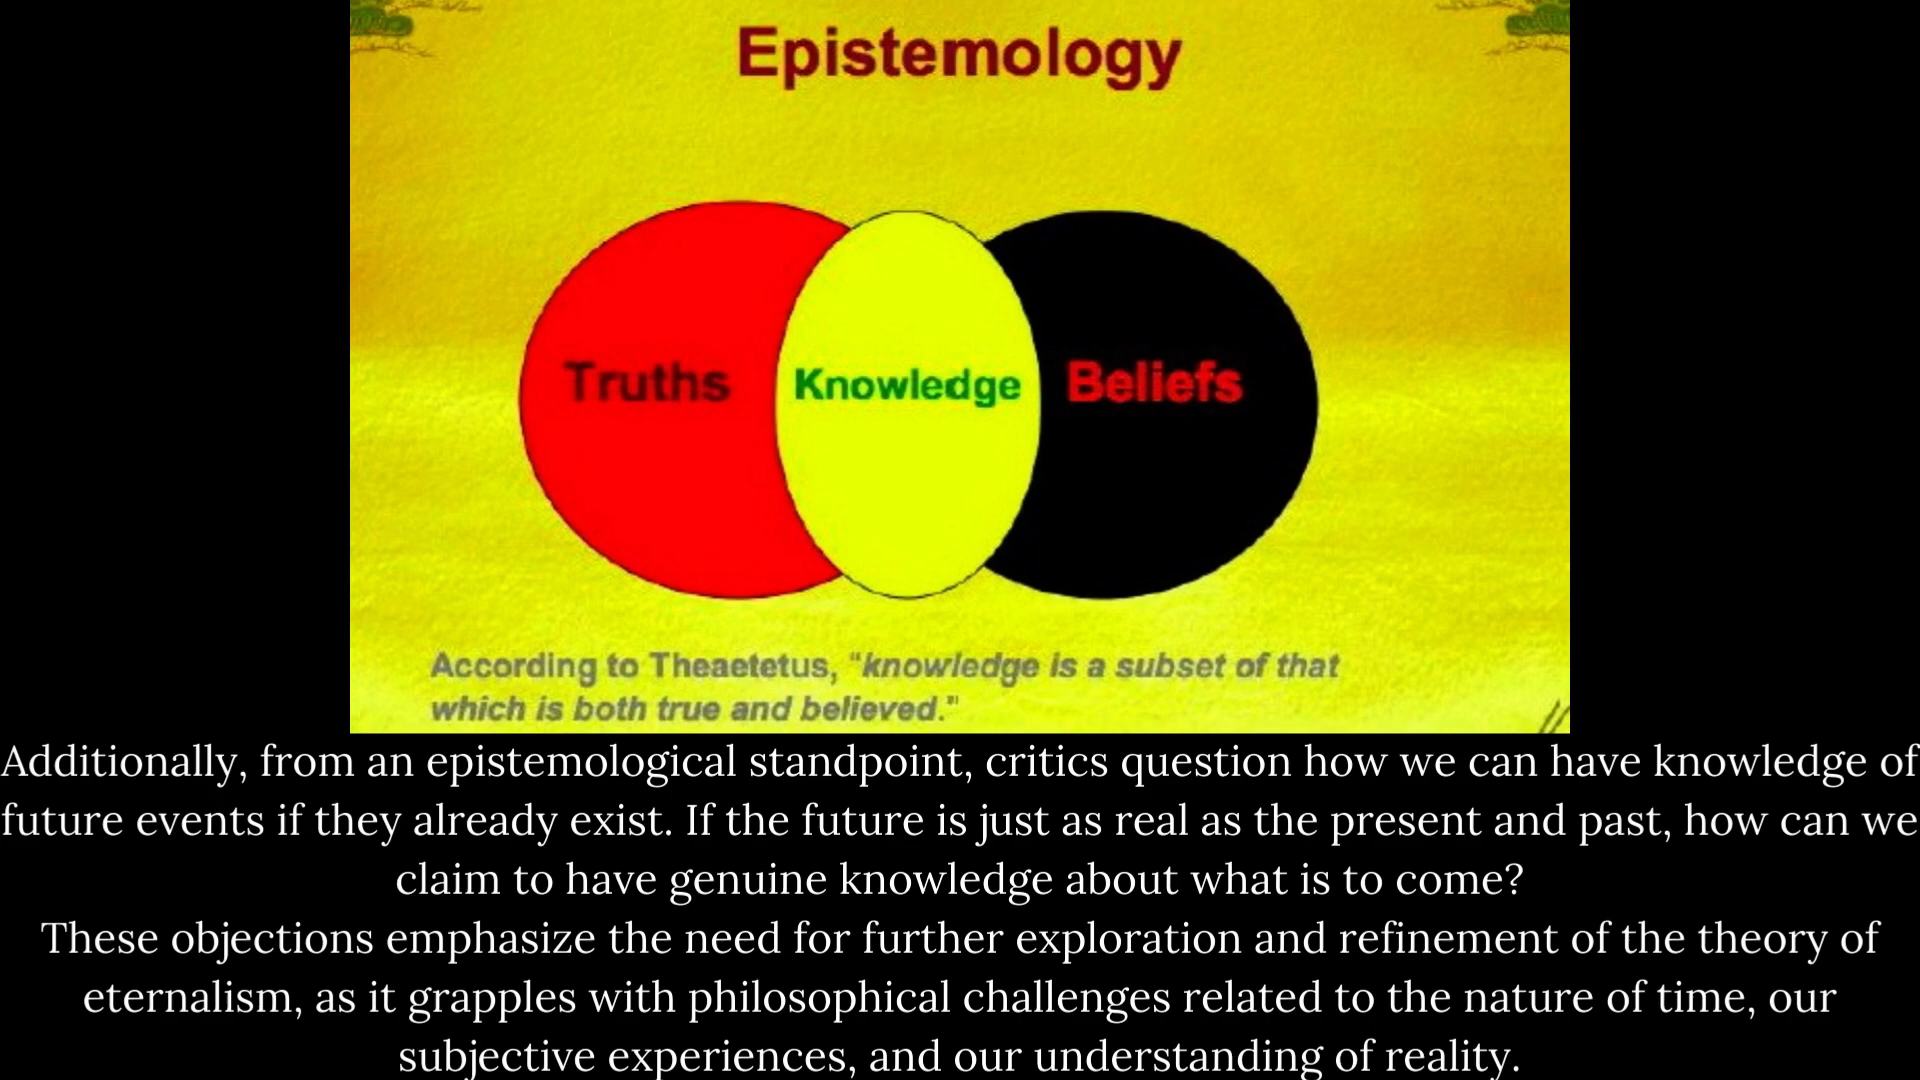 Epistemology
Truths
Knowledge
Beliefs
According to Theaetetus, "knowledge is a subset of that
which is both true and believed."
Additionally, from an epistemological standpoint, critics question how we can have knowledge of
future events if they already exist. If the future is just as real as the present and past, how can we
claim to have genuine knowledge about what is to come?
These objections emphasize the need for further exploration and refinement of the theory of
eternalism, as it grapples with philosophical challenges related to the nature of time, our
subjective experiences, and our understanding of reality.